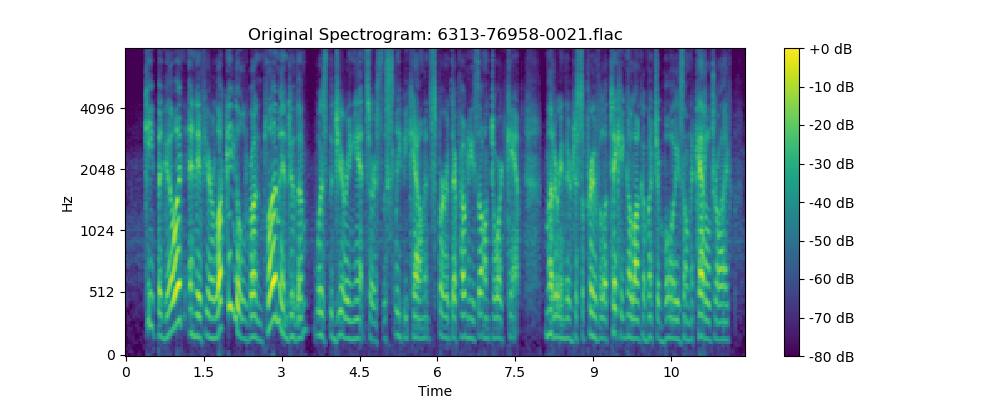 Original Spectrogram: 6313-76958-0021.flac
Hz
4096
2048
1024
512
0
0 1.5 3 4.5 6 7.5 9 10
Time
+0 dB
-10 dB
-20 dB
-30 dB
-40 dB
-50 dB
-60 dB
-70 dB
-80 dB